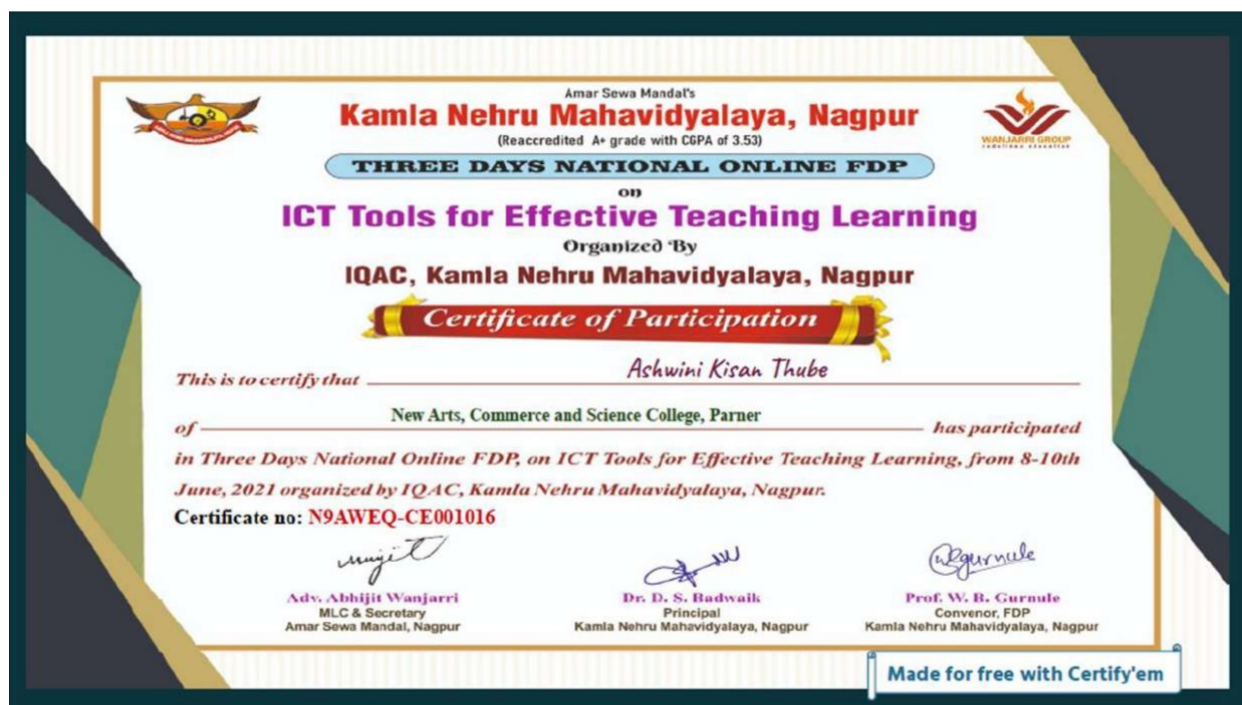 Amar Sewa Mandal's
Kamla Nehru Mahavidyalaya, Nagpur
(Reaccredited A+ grade with CGPA of 3.53)
WANJARRI GROUP
redefines education
THREE DAYS NATIONAL ONLINE FDP
on
ICT Tools for Effective Teaching Learning
Organized By
IQAC, Kamla Nehru Mahavidyalaya, Nagpur
Certificate of Participation
This is to certify that Ashwini Kisan Thube
of New Arts, Commerce and Science College, Parner has participated
in Three Days National Online FDP, on ICT Tools for Effective Teaching Learning, from 8-10th
June, 2021 organized by IQAC, Kamla Nehru Mahavidyalaya, Nagpur.
Certificate no: N9AWEQ-CE001016
Adv. Abhijit Wanjarri
MLC & Secretary
Amar Sewa Mandal, Nagpur
Dr. D. S. Badwaik
Principal
Kamla Nehru Mahavidyalaya, Nagpur
Prof. W. B. Gurnule
Convenor, FDP
Kamla Nehru Mahavidyalaya, Nagpur
Made for free with Certify'em